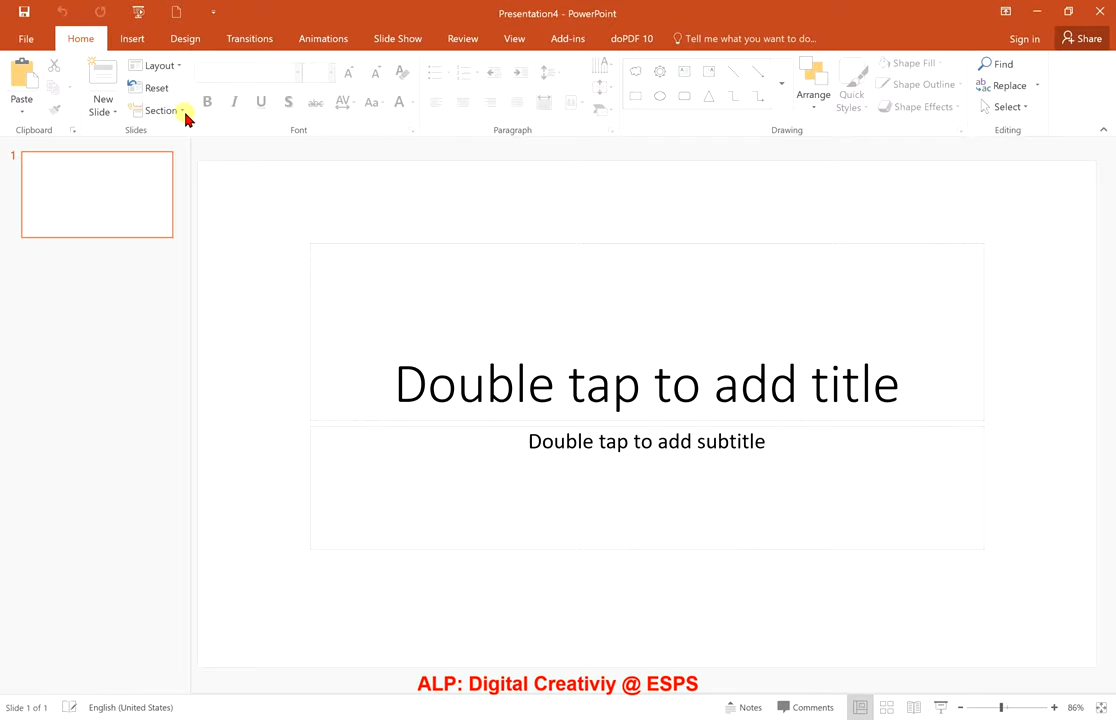 Presentation4 - PowerPoint
File Home Insert Design Transitions Animations Slide Show Review View Add-ins doPDF 10 Tell me what you want to do... Sign in Share
Paste
New
Slide
Layout
Reset
Section
B I U S abc AV Aa A
Arrange
Quick
Styles
Shape Fill
Shape Outline
Shape Effects
Find
Replace
Select
Clipboard Slides Font Paragraph Drawing Editing
1
Double tap to add title
Double tap to add subtitle
ALP: Digital Creativiy @ ESPS
Slide 1 of 1 English (United States) Notes Comments 86%